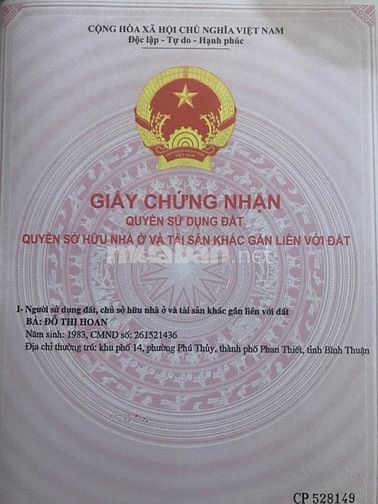 CỘNG HÒA XÃ HỘI CHỦ NGHĨA VIỆT NAM
Độc lập - Tự do - Hạnh phúc
VIỆT NAM
GIẤY CHỨNG NHẬN
QUYỀN SỬ DỤNG ĐẤT
QUYỀN SỞ HỮU NHÀ Ở VÀ TÀI SẢN KHÁC GẮN LIỀN VỚI ĐẤT
muaban.net
I- Người sử dụng đất, chủ sở hữu nhà ở và tài sản khác gắn liền với đất
BÀ: ĐỖ THỊ HOAN
Năm sinh: 1983, CMND số: 261521436
Địa chỉ thường trú: khu phố 14, phường Phú Thủy, thành phố Phan Thiết, tỉnh Bình Thuận
CP 528149